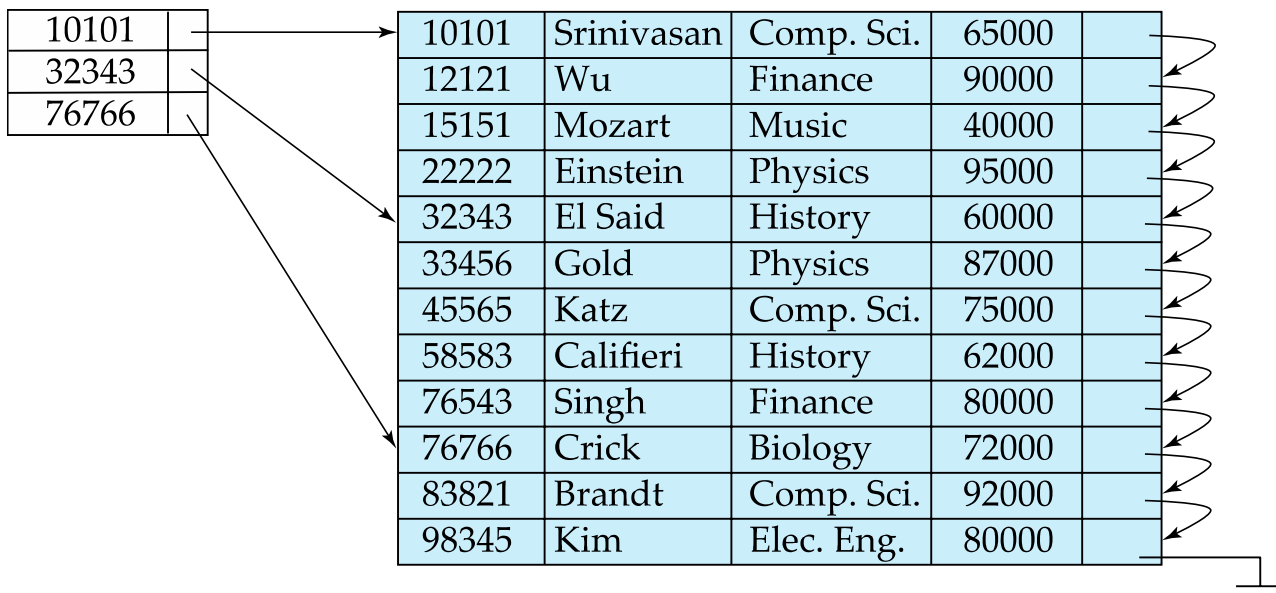 10101
32343
76766
10101 Srinivasan Comp. Sci. 65000
12121 Wu Finance 90000
15151 Mozart Music 40000
22222 Einstein Physics 95000
32343 El Said History 60000
33456 Gold Physics 87000
45565 Katz Comp. Sci. 75000
58583 Califieri History 62000
76543 Singh Finance 80000
76766 Crick Biology 72000
83821 Brandt Comp. Sci. 92000
98345 Kim Elec. Eng. 80000